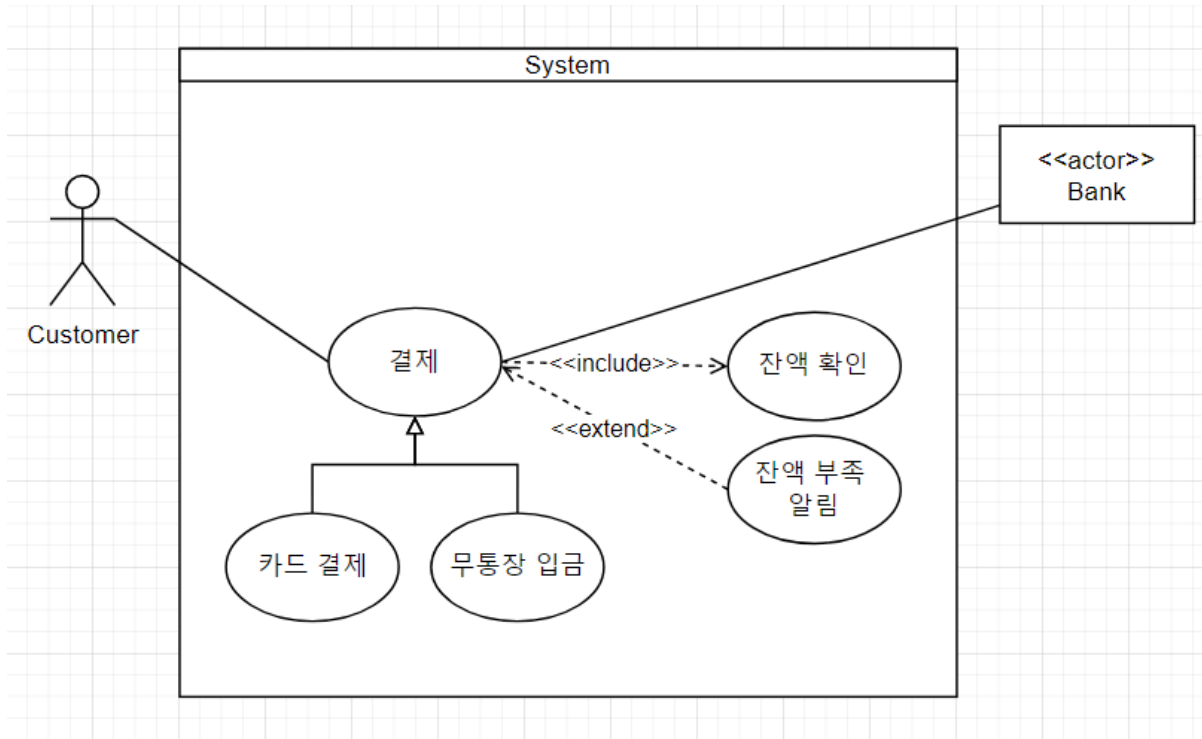 System
<<actor>>
Bank
Customer
결제
<<include>>
잔액 확인
<<extend>>
잔액 부족
알림
카드 결제
무통장 입금